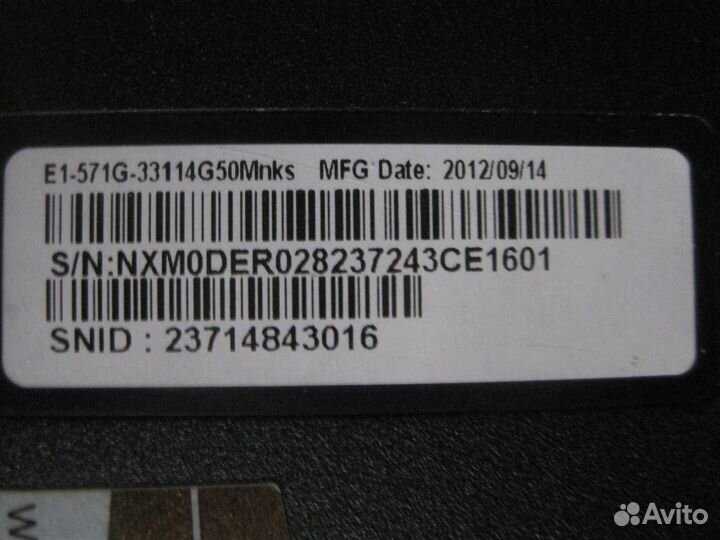 E1-571G-33114G50Mnks MFG Date: 2012/09/14
S/N:NXM0DER028237243CE1601
SNID : 23714843016
W
Avito